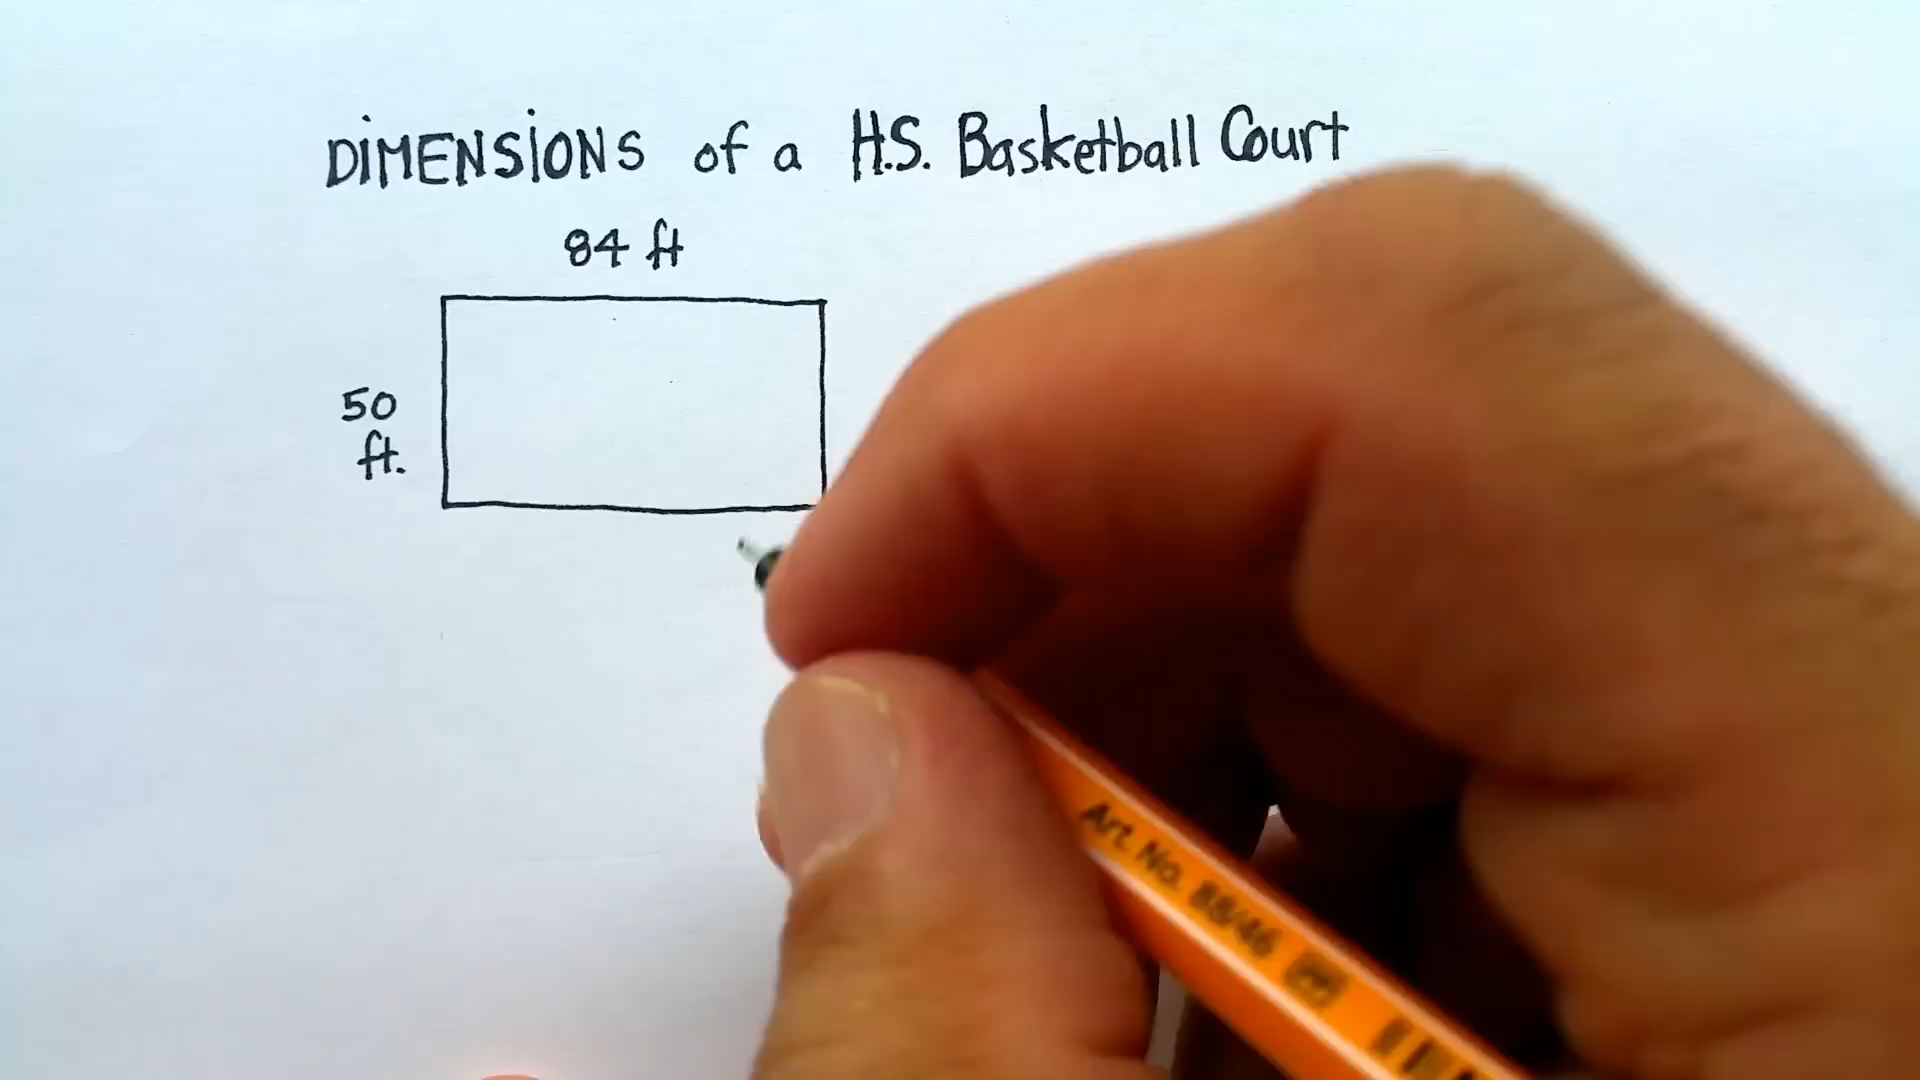 DIMENSIONS of a H.S. Basketball Court
84 ft
50
ft.
Art. No. 88/46